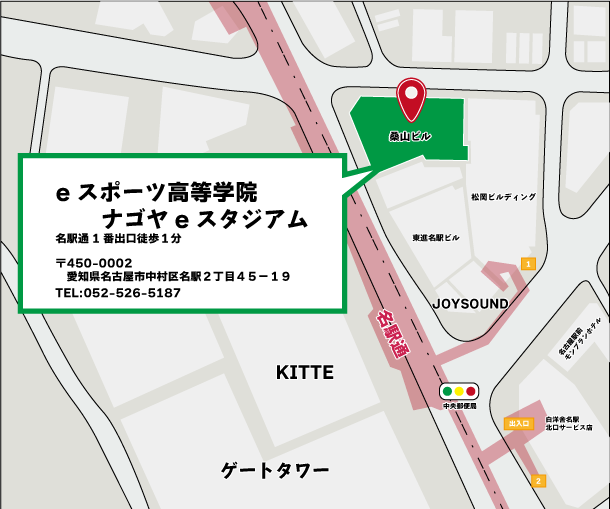 桑山ビル
eスポーツ高等学院
ナゴヤeスタジアム
名駅通1番出口徒歩1分
〒450-0002
愛知県名古屋市中村区名駅2丁目45－19
TEL:052-526-5187
松岡ビルディング
東進名駅ビル
1
JOYSOUND
名駅通
名古屋駅前
モンブランホテル
KITTE
中央郵便局
出入口
白洋舎名駅
北口サービス店
ゲートタワー
2